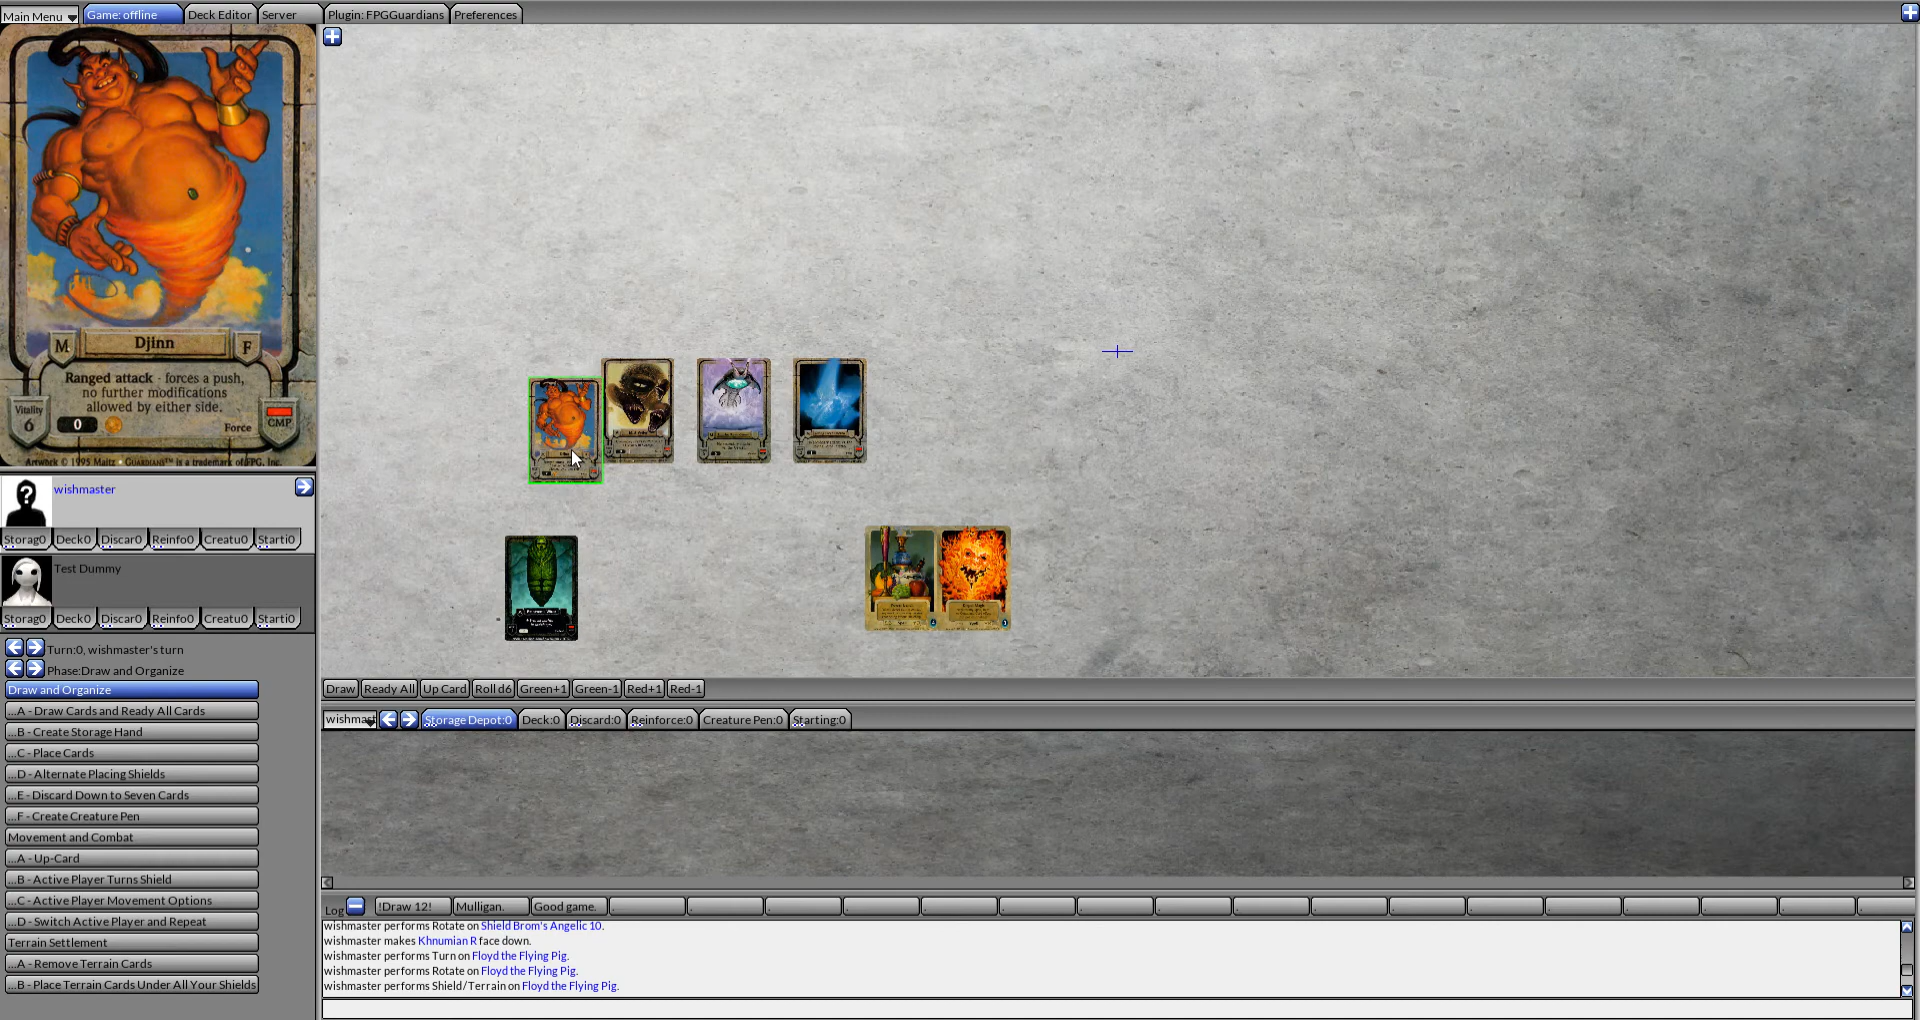 Main Menu
Game: offline
Deck Editor
Server
Plugin: FPGGuardians
Preferences
M
Djinn
F
Ranged attack - forces a push,
no further modifications
allowed by either side.
Vitality
6
0
Force
CMP
Artwork © 1995 Maitz • GUARDIANS™ is a trademark of FPG, Inc.
wishmaster
Storag0
Deck0
Discar0
Reinfo0
Creatu0
Starti0
Test Dummy
Storag0
Deck0
Discar0
Reinfo0
Creatu0
Starti0
Turn:0, wishmaster's turn
Phase:Draw and Organize
Draw and Organize
...A - Draw Cards and Ready All Cards
...B - Create Storage Hand
...C - Place Cards
...D - Alternate Placing Shields
...E - Discard Down to Seven Cards
...F - Create Creature Pen
Movement and Combat
...A - Up-Card
...B - Active Player Turns Shield
...C - Active Player Movement Options
...D - Switch Active Player and Repeat
Terrain Settlement
...A - Remove Terrain Cards
...B - Place Terrain Cards Under All Your Shields
Draw
Ready All
Up Card
Roll d6
Green+1
Green-1
Red+1
Red-1
wishmast
Storage Depot:0
Deck:0
Discard:0
Reinforce:0
Creature Pen:0
Starting:0
Log
!Draw 12!
Mulligan.
Good game.
wishmaster performs Rotate on Shield Brom's Angelic 10.
wishmaster makes Khnumian R face down.
wishmaster performs Turn on Floyd the Flying Pig.
wishmaster performs Rotate on Floyd the Flying Pig.
wishmaster performs Shield/Terrain on Floyd the Flying Pig.